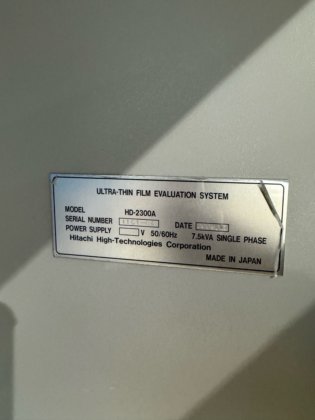 ULTRA-THIN FILM EVALUATION SYSTEM
MODEL HD-2300A
SERIAL NUMBER DATE
POWER SUPPLY V 50/60Hz 7.5kVA SINGLE PHASE
Hitachi High-Technologies Corporation
MADE IN JAPAN